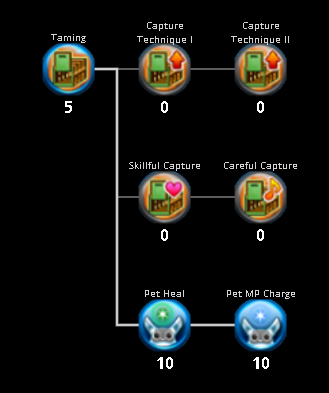 Taming
5
Capture
Technique I
0
Capture
Technique II
0
Skillful Capture
0
Careful Capture
0
Pet Heal
10
Pet MP Charge
10